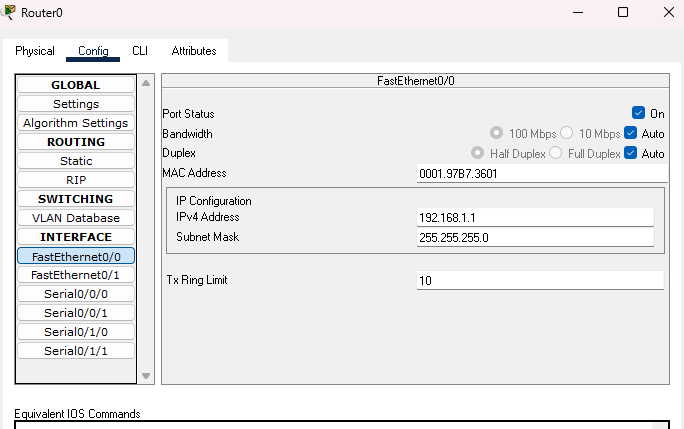 Router0
Physical Config CLI Attributes
GLOBAL
Settings
Algorithm Settings
ROUTING
Static
RIP
SWITCHING
VLAN Database
INTERFACE
FastEthernet0/0
FastEthernet0/1
Serial0/0/0
Serial0/0/1
Serial0/1/0
Serial0/1/1
FastEthernet0/0
Port Status On
Bandwidth 100 Mbps 10 Mbps Auto
Duplex Half Duplex Full Duplex Auto
MAC Address 0001.97B7.3601
IP Configuration
IPv4 Address 192.168.1.1
Subnet Mask 255.255.255.0
Tx Ring Limit 10
Equivalent IOS Commands